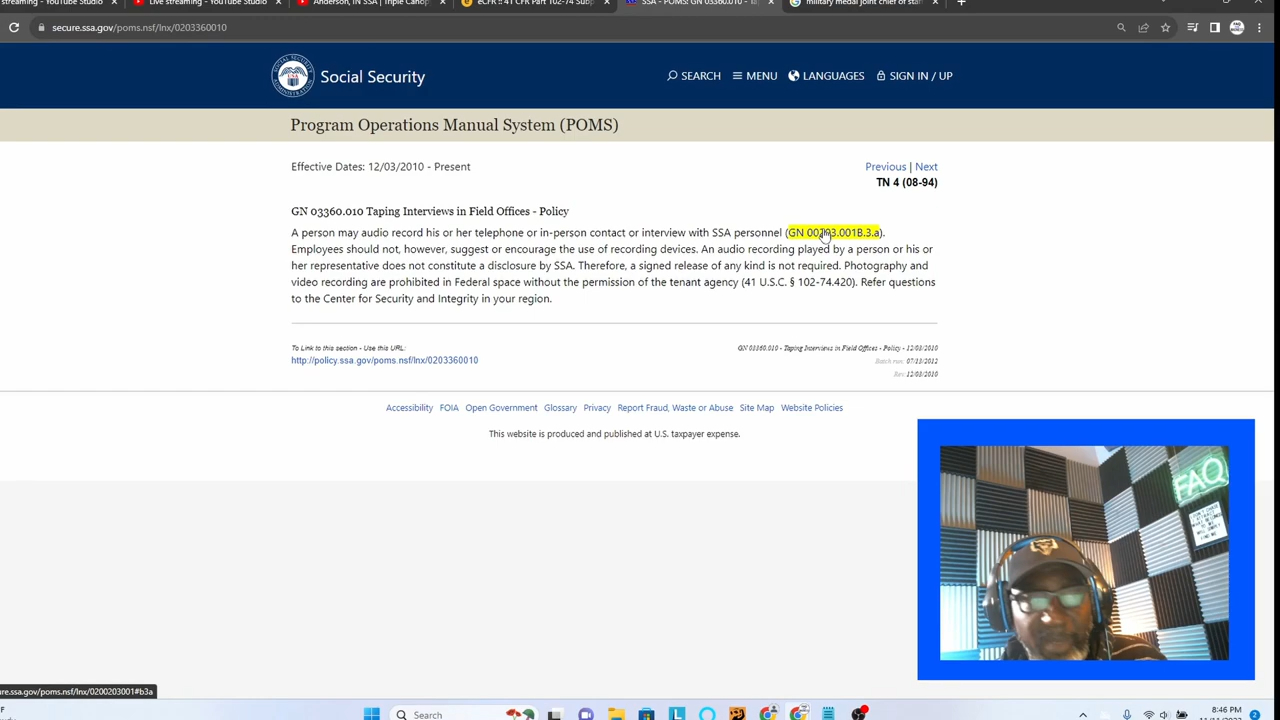 streaming - YouTube Studio
Live streaming - YouTube Studio
Anderson, IN SSA | Triple Canop
eCFR :: 41 CFR Part 102-74 Subp
SSA - POMS: GN 03360.010 -
military medal joint chief of staf
secure.ssa.gov/poms.nsf/lnx/0203360010
Social Security
SEARCH
MENU
LANGUAGES
SIGN IN / UP
Program Operations Manual System (POMS)
Effective Dates: 12/03/2010 - Present
Previous | Next
TN 4 (08-94)
GN 03360.010 Taping Interviews in Field Offices - Policy
A person may audio record his or her telephone or in-person contact or interview with SSA personnel (GN 00203.001B.3.a).
Employees should not, however, suggest or encourage the use of recording devices. An audio recording played by a person or his or
her representative does not constitute a disclosure by SSA. Therefore, a signed release of any kind is not required. Photography and
video recording are prohibited in Federal space without the permission of the tenant agency (41 U.S.C. § 102-74.420). Refer questions
to the Center for Security and Integrity in your region.
To Link to this section - Use this URL:
http://policy.ssa.gov/poms.nsf/lnx/0203360010
GN 03360.010 - Taping Interviews in Field Offices - Policy - 12/03/2010
Batch run: 07/13/2012
Rev: 12/03/2010
Accessibility
FOIA
Open Government
Glossary
Privacy
Report Fraud, Waste or Abuse
Site Map
Website Policies
This website is produced and published at U.S. taxpayer expense.
FAQ
ure.ssa.gov/poms.nsf/lnx/0200203001#b3a
Search
8:46 PM